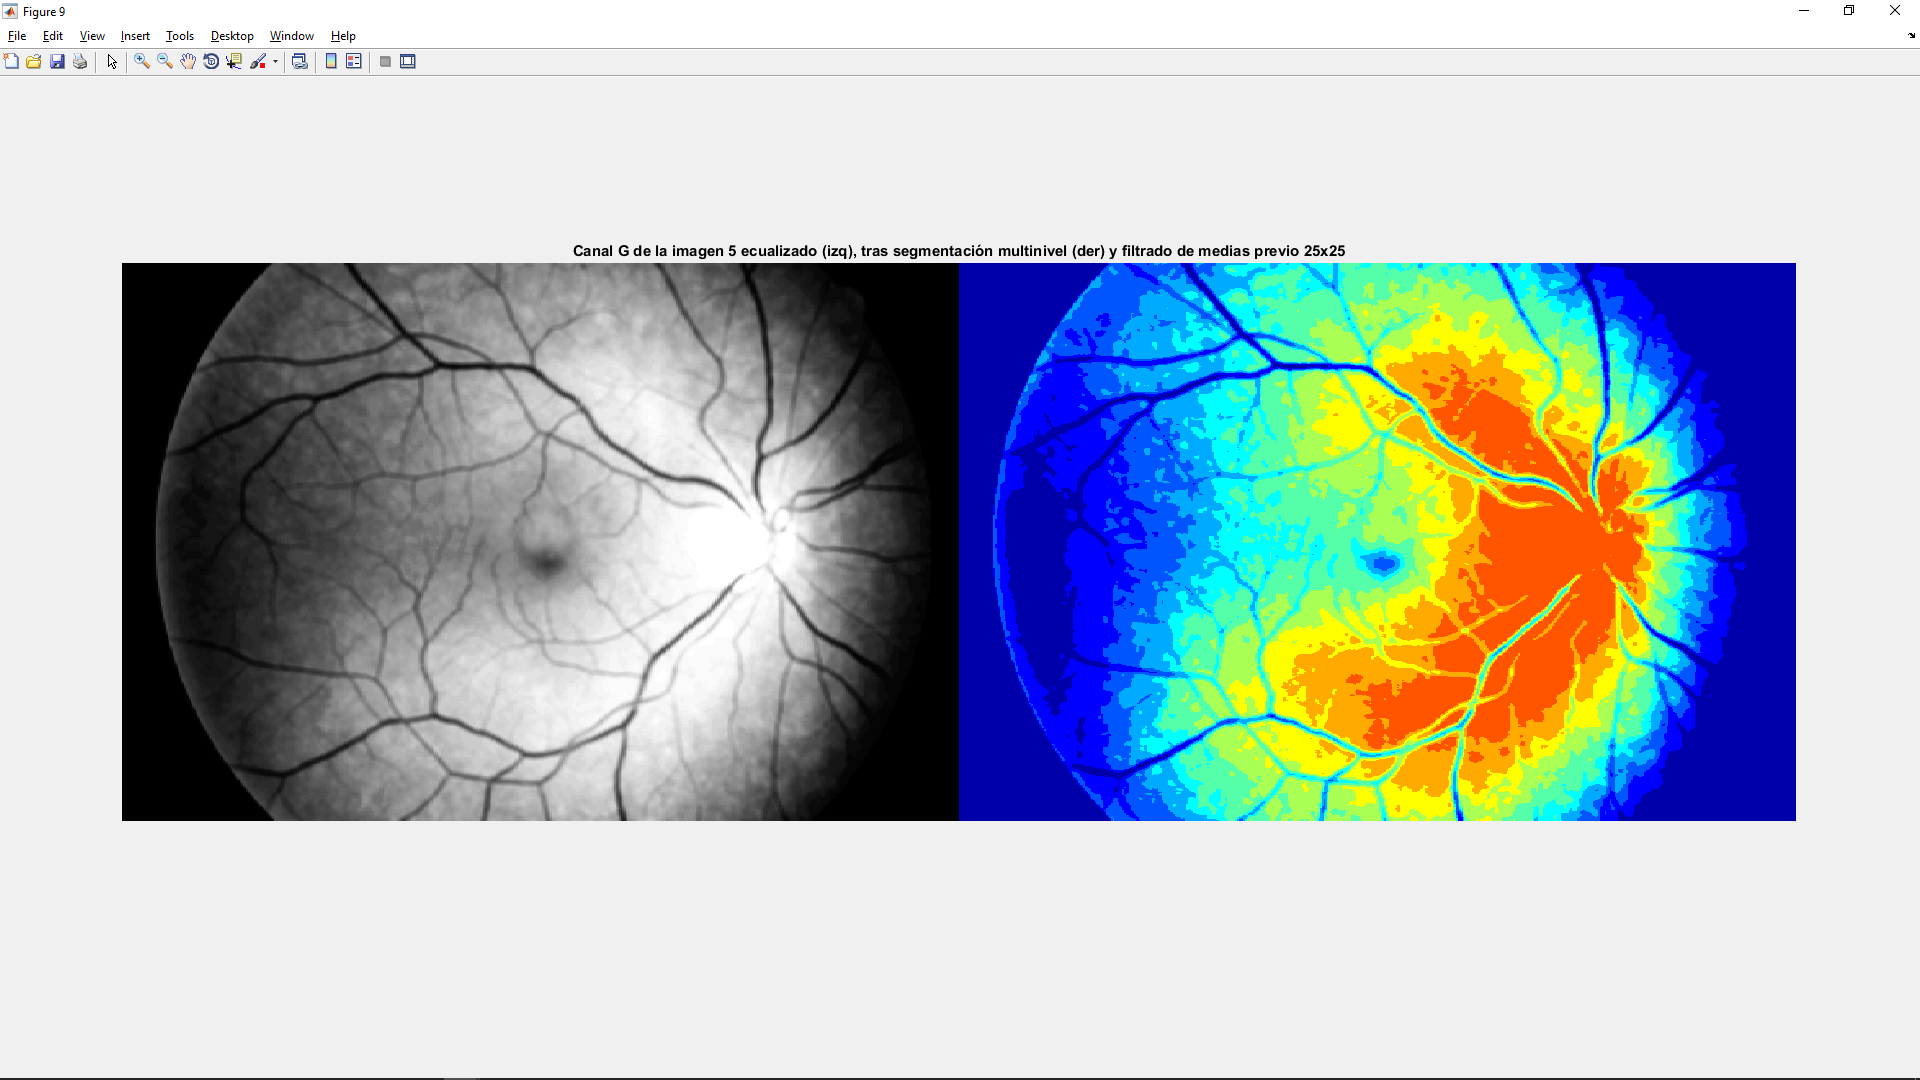 Figure 9
File Edit View Insert Tools Desktop Window Help
Canal G de la imagen 5 ecualizado (izq), tras segmentación multinivel (der) y filtrado de medias previo 25x25